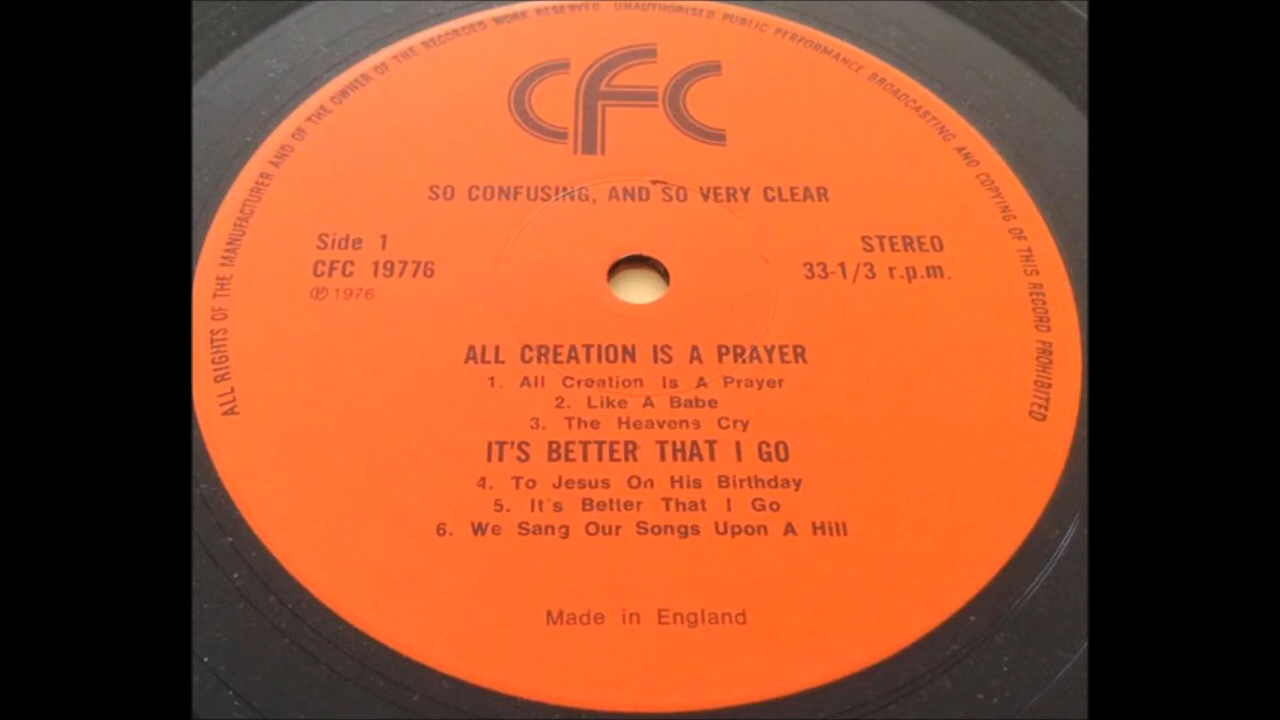 ALL RIGHTS OF THE MANUFACTURER AND OF THE OWNER OF THE RECORDED WORK RESERVED · UNAUTHORISED PUBLIC PERFORMANCE BROADCASTING AND COPYING OF THIS RECORD PROHIBITED
CFC
SO CONFUSING, AND SO VERY CLEAR
Side 1
STEREO
CFC 19776
33-1/3 r.p.m.
℗ 1976
ALL CREATION IS A PRAYER
1. All Creation Is A Prayer
2. Like A Babe
3. The Heavens Cry
IT'S BETTER THAT I GO
4. To Jesus On His Birthday
5. It's Better That I Go
6. We Sang Our Songs Upon A Hill
Made in England